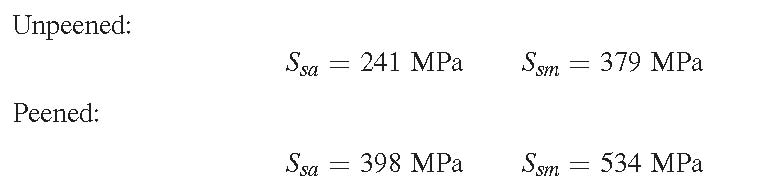 Unpeened:
Ssa = 241 MPa Ssm = 379 MPa
Peened:
Ssa = 398 MPa Ssm = 534 MPa